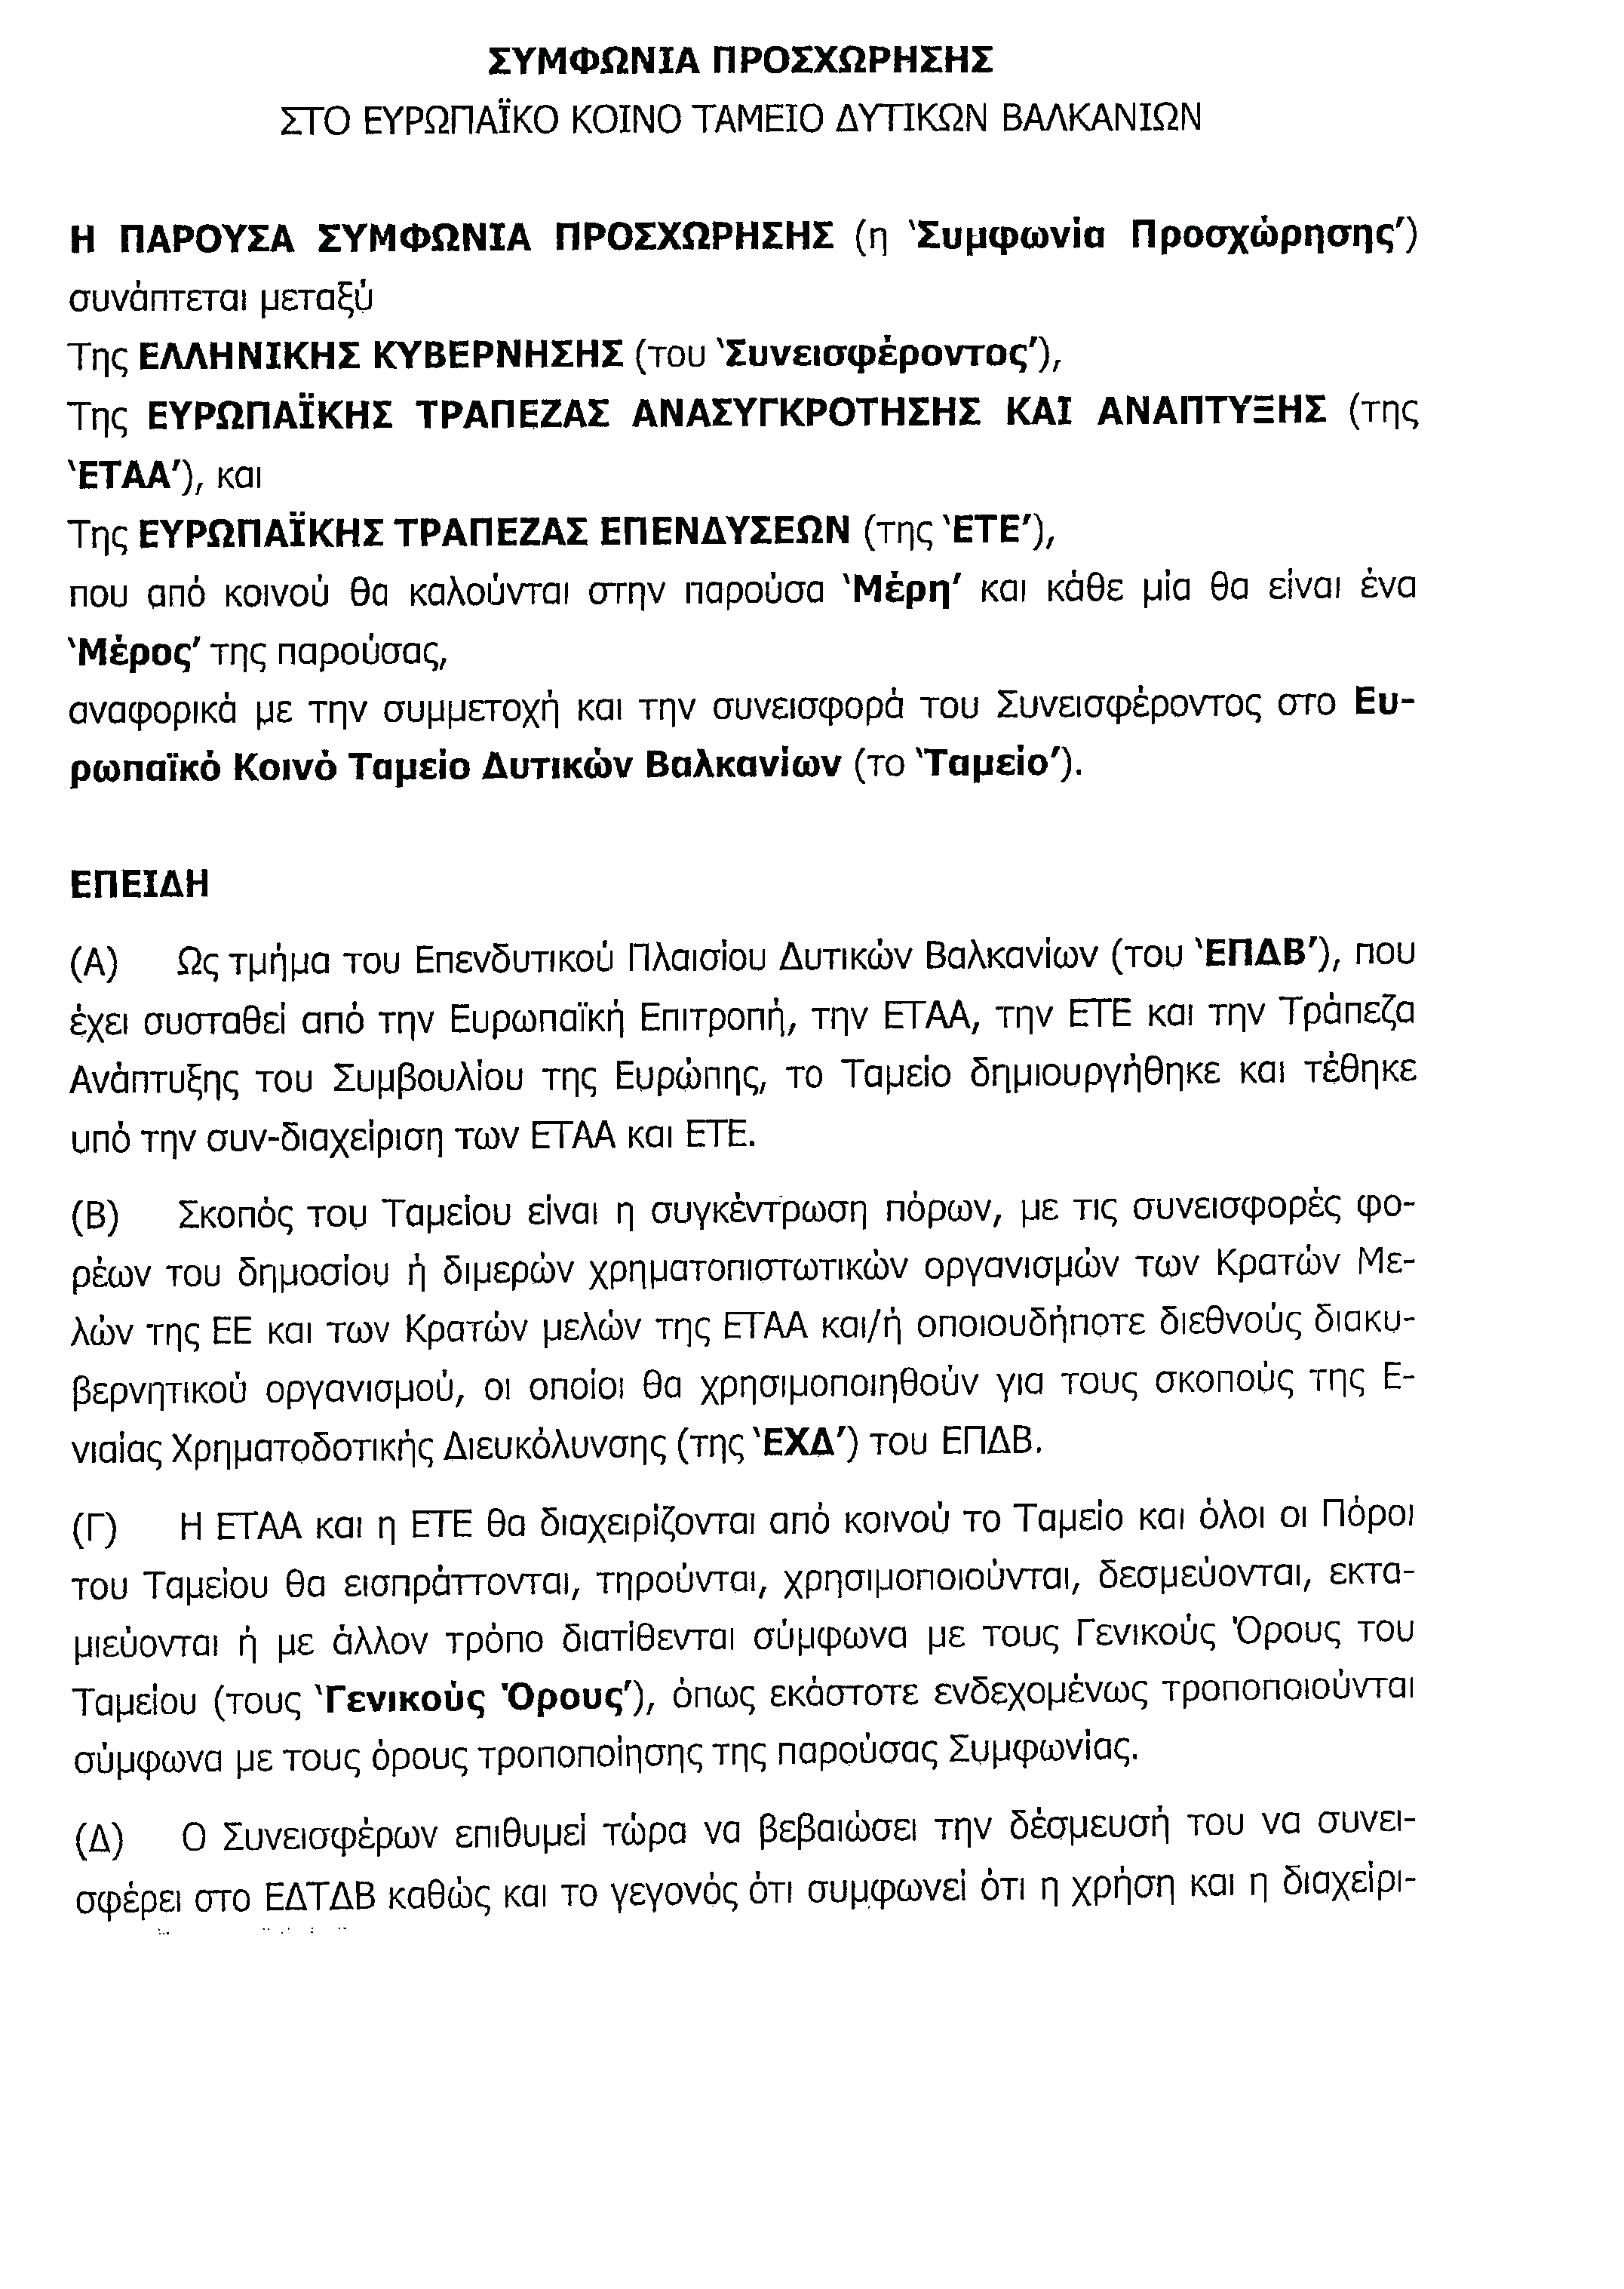 ΣΥΜΦΩΝΙΑ ΠΡΟΣΧΩΡΗΣΗΣ
ΣΤΟ ΕΥΡΩΠΑΪΚΟ ΚΟΙΝΟ ΤΑΜΕΙΟ ΔΥΤΙΚΩΝ ΒΑΛΚΑΝΙΩΝ
Η ΠΑΡΟΥΣΑ ΣΥΜΦΩΝΙΑ ΠΡΟΣΧΩΡΗΣΗΣ (η ‘Συμφωνία Προσχώρησης’)
συνάπτεται μεταξύ
Της ΕΛΛΗΝΙΚΗΣ ΚΥΒΕΡΝΗΣΗΣ (του ‘Συνεισφέροντος’),
Της ΕΥΡΩΠΑΪΚΗΣ ΤΡΑΠΕΖΑΣ ΑΝΑΣΥΓΚΡΟΤΗΣΗΣ ΚΑΙ ΑΝΑΠΤΥΞΗΣ (της
‘ΕΤΑΑ’), και
Της ΕΥΡΩΠΑΪΚΗΣ ΤΡΑΠΕΖΑΣ ΕΠΕΝΔΥΣΕΩΝ (της ‘ΕΤΕ’),
που από κοινού θα καλούνται στην παρούσα ‘Μέρη’ και κάθε μία θα είναι ένα
‘Μέρος’ της παρούσας,
αναφορικά με την συμμετοχή και την συνεισφορά του Συνεισφέροντος στο Ευ-
ρωπαϊκό Κοινό Ταμείο Δυτικών Βαλκανίων (το ‘Ταμείο’).
ΕΠΕΙΔΗ
(Α) Ως τμήμα του Επενδυτικού Πλαισίου Δυτικών Βαλκανίων (του ‘ΕΠΔΒ’), που
έχει συσταθεί από την Ευρωπαϊκή Επιτροπή, την ΕΤΑΑ, την ΕΤΕ και την Τράπεζα
Ανάπτυξης του Συμβουλίου της Ευρώπης, το Ταμείο δημιουργήθηκε και τέθηκε
υπό την συν-διαχείριση των ΕΤΑΑ και ΕΤΕ.
(Β) Σκοπός του Ταμείου είναι η συγκέντρωση πόρων, με τις συνεισφορές φο-
ρέων του δημοσίου ή διμερών χρηματοπιστωτικών οργανισμών των Κρατών Με-
λών της ΕΕ και των Κρατών μελών της ΕΤΑΑ και/ή οποιουδήποτε διεθνούς διακυ-
βερνητικού οργανισμού, οι οποίοι θα χρησιμοποιηθούν για τους σκοπούς της Ε-
νιαίας Χρηματοδοτικής Διευκόλυνσης (της ‘ΕΧΔ’) του ΕΠΔΒ.
(Γ) Η ΕΤΑΑ και η ΕΤΕ θα διαχειρίζονται από κοινού το Ταμείο και όλοι οι Πόροι
του Ταμείου θα εισπράττονται, τηρούνται, χρησιμοποιούνται, δεσμεύονται, εκτα-
μιεύονται ή με άλλον τρόπο διατίθενται σύμφωνα με τους Γενικούς Όρους του
Ταμείου (τους ‘Γενικούς Όρους’), όπως εκάστοτε ενδεχομένως τροποποιούνται
σύμφωνα με τους όρους τροποποίησης της παρούσας Συμφωνίας.
(Δ) Ο Συνεισφέρων επιθυμεί τώρα να βεβαιώσει την δέσμευσή του να συνει-
σφέρει στο ΕΔΤΔΒ καθώς και το γεγονός ότι συμφωνεί ότι η χρήση και η διαχείρι-